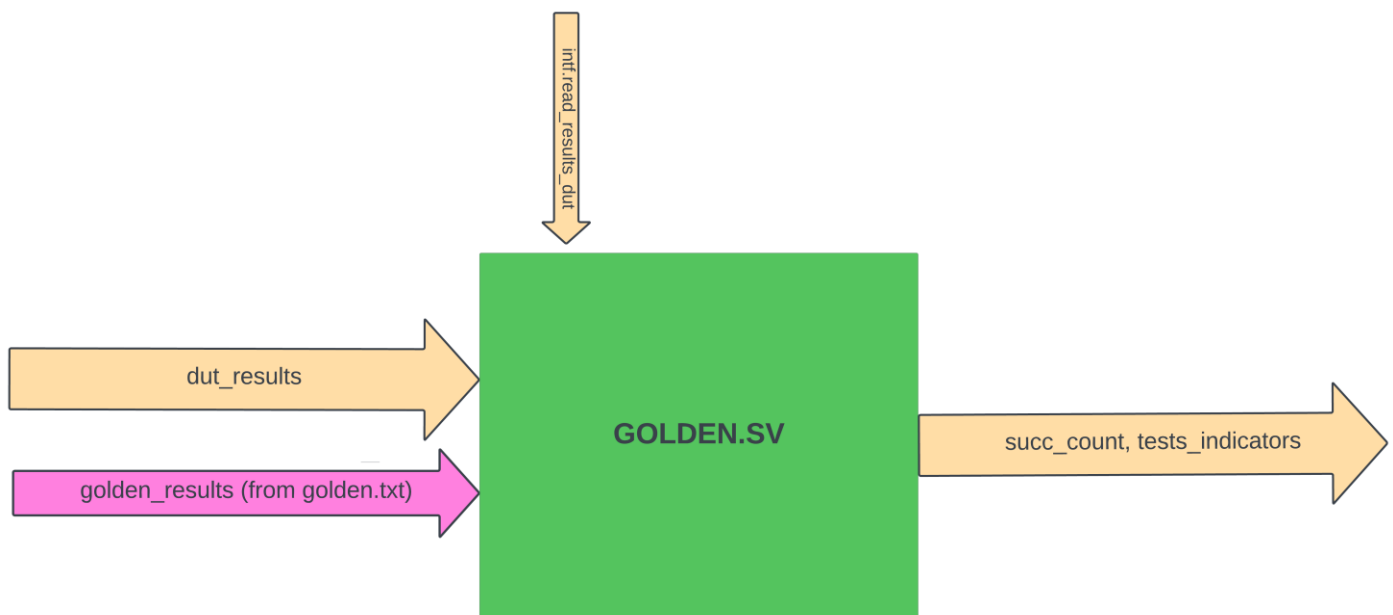 intf.read_results_dut
dut_results
golden_results (from golden.txt)
GOLDEN.SV
succ_count, tests_indicators